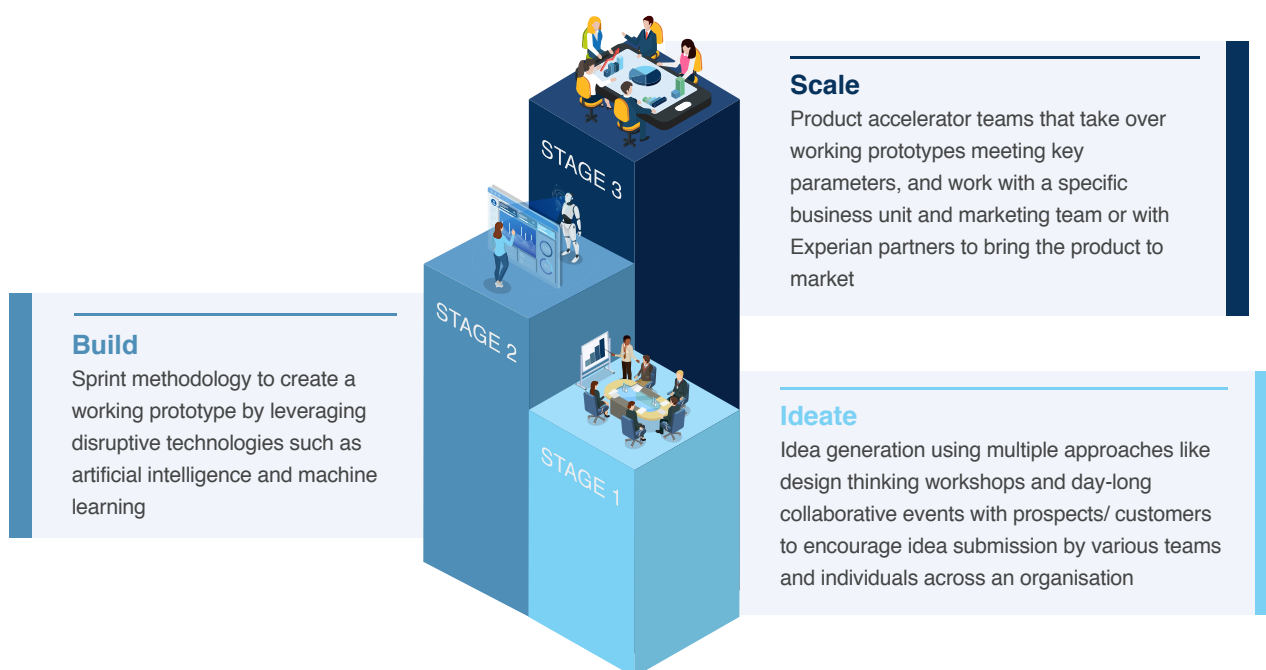 Scale
Product accelerator teams that take over
working prototypes meeting key
parameters, and work with a specific
business unit and marketing team or with
Experian partners to bring the product to
market
STAGE 3
STAGE 2
Build
Sprint methodology to create a
working prototype by leveraging
disruptive technologies such as
artificial intelligence and machine
learning
STAGE 1
Ideate
Idea generation using multiple approaches like
design thinking workshops and day-long
collaborative events with prospects/ customers
to encourage idea submission by various teams
and individuals across an organisation